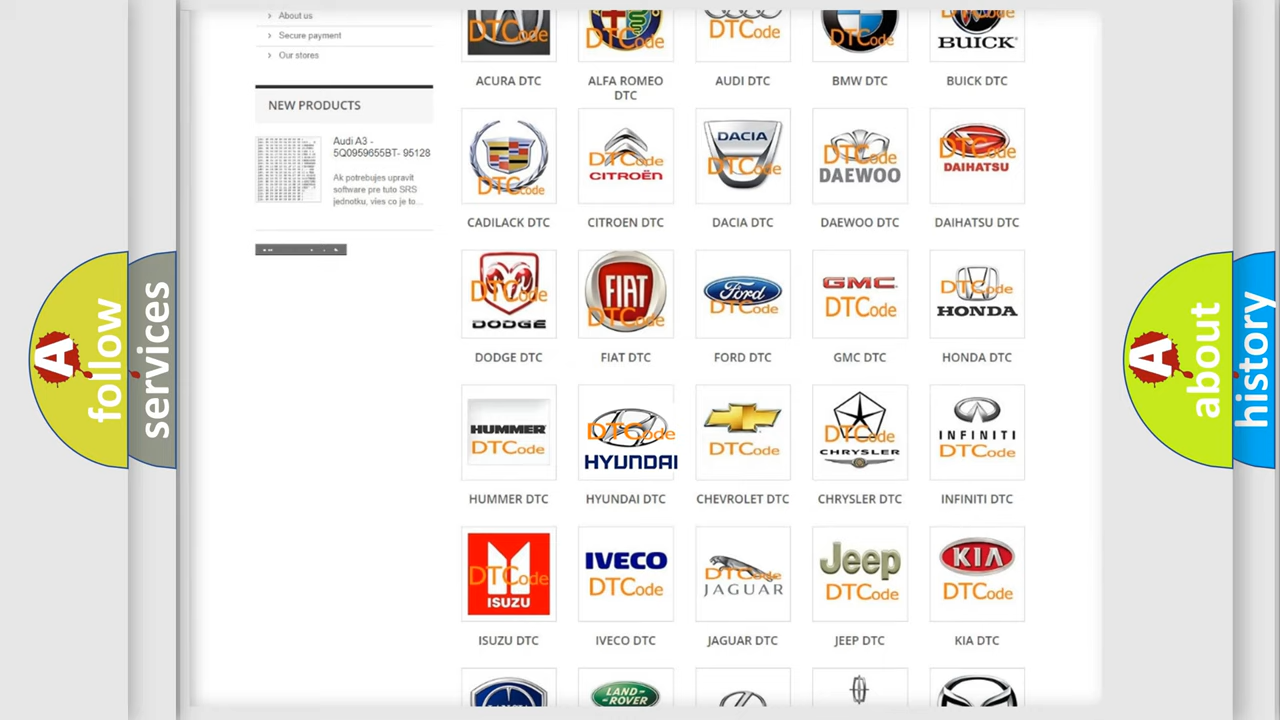 About us
Secure payment
Our stores
NEW PRODUCTS
Audi A3 -
5Q0959655BT- 95128
Ak potrebujes upravit
software pre tuto SRS
jednotku, vies co je to...
DTCode
DTCode
DTCode
DTCode
DTCode
BUICK
ACURA DTC
ALFA ROMEO
DTC
AUDI DTC
BMW DTC
BUICK DTC
DTCode
DTCode
CITROËN
DACIA
DTCode
DTCode
DAEWOO
DTCode
DAIHATSU
CADILACK DTC
CITROEN DTC
DACIA DTC
DAEWOO DTC
DAIHATSU DTC
DTCode
DODGE
FIAT
DTCode
Ford
DTCode
GMC
DTCode
DTCode
HONDA
DODGE DTC
FIAT DTC
FORD DTC
GMC DTC
HONDA DTC
HUMMER
DTCode
DTCode
HYUNDAI
DTCode
DTCode
CHRYSLER
INFINITI
DTCode
HUMMER DTC
HYUNDAI DTC
CHEVROLET DTC
CHRYSLER DTC
INFINITI DTC
DTCode
ISUZU
IVECO
DTCode
DTCode
JAGUAR
Jeep
DTCode
KIA
DTCode
ISUZU DTC
IVECO DTC
JAGUAR DTC
JEEP DTC
KIA DTC
LAND-
ROVER
A
follow
services
A
about
history